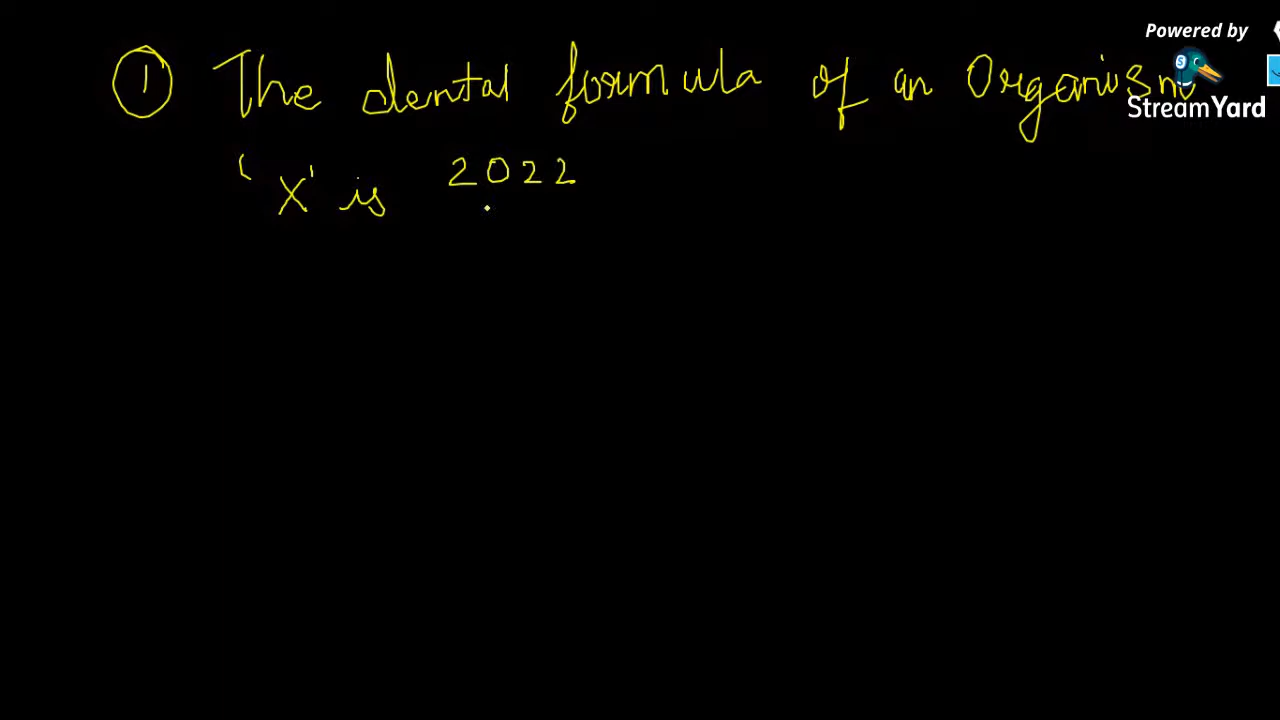 Powered by
① The dental formula of an Organism
StreamYard
'X' is 2022